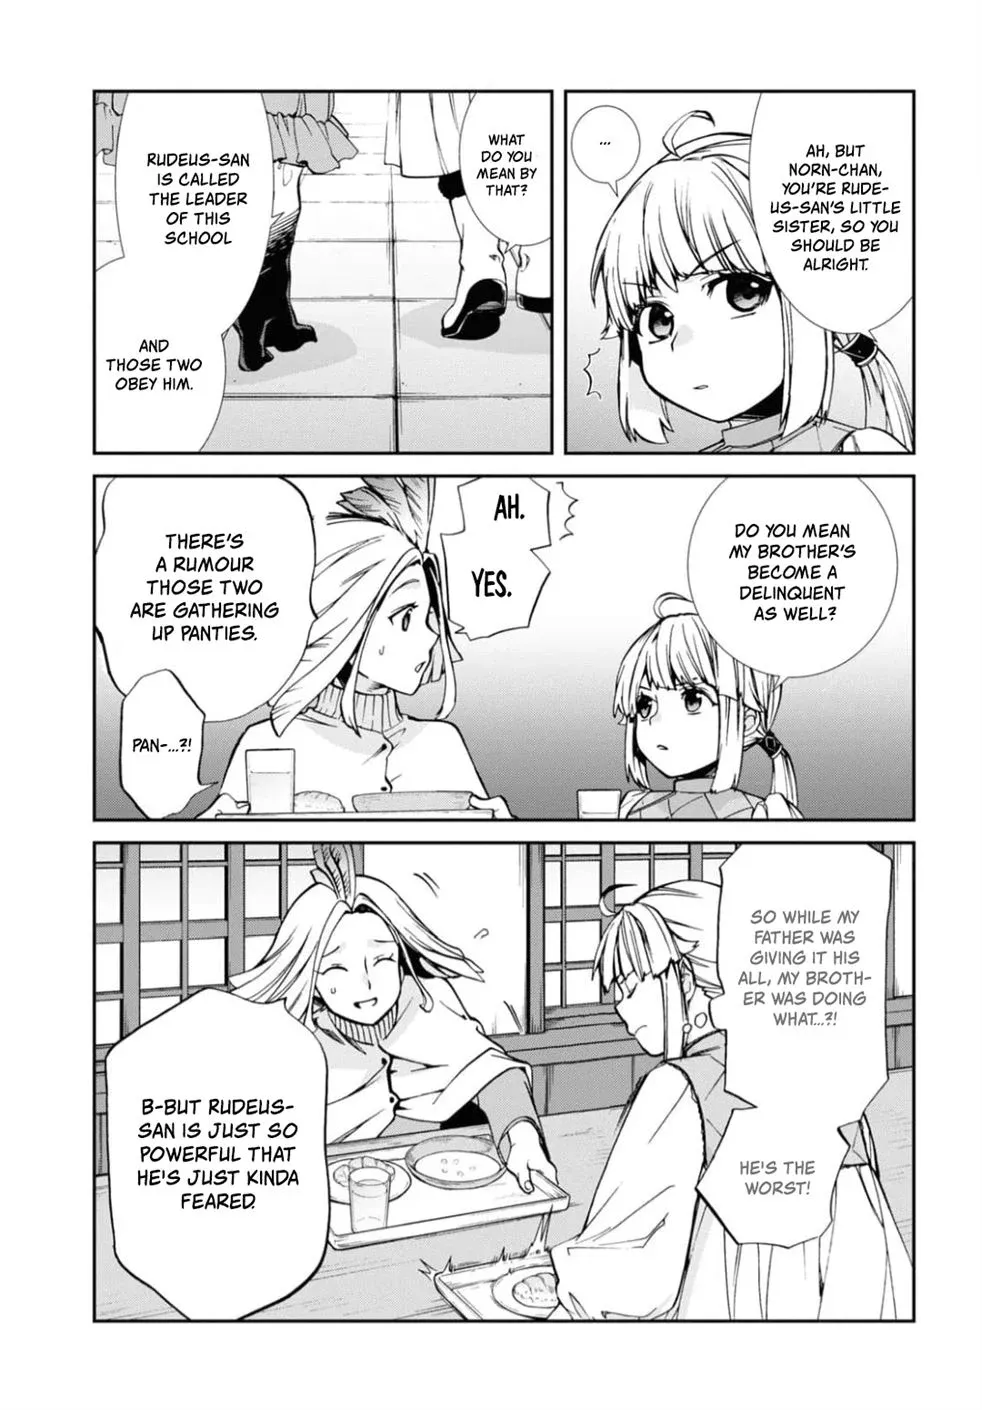 AH, BUT
NORN-CHAN,
YOU'RE RUDE-
US-SAN'S LITTLE
SISTER, SO YOU
SHOULD BE
ALRIGHT.
...
WHAT
DO YOU
MEAN BY
THAT?
RUDEUS-SAN
IS CALLED
THE LEADER
OF THIS
SCHOOL
AND
THOSE TWO
OBEY HIM.
DO YOU MEAN
MY BROTHER'S
BECOME A
DELINQUENT
AS WELL?
AH.
YES.
THERE'S
A RUMOUR
THOSE TWO
ARE GATHERING
UP PANTIES.
PAN-...?!
SO WHILE MY
FATHER WAS
GIVING IT HIS
ALL, MY BROTH-
ER WAS DOING
WHAT...?!
HE'S THE
WORST!
B-BUT RUDEUS-
SAN IS JUST SO
POWERFUL THAT
HE'S JUST KINDA
FEARED.